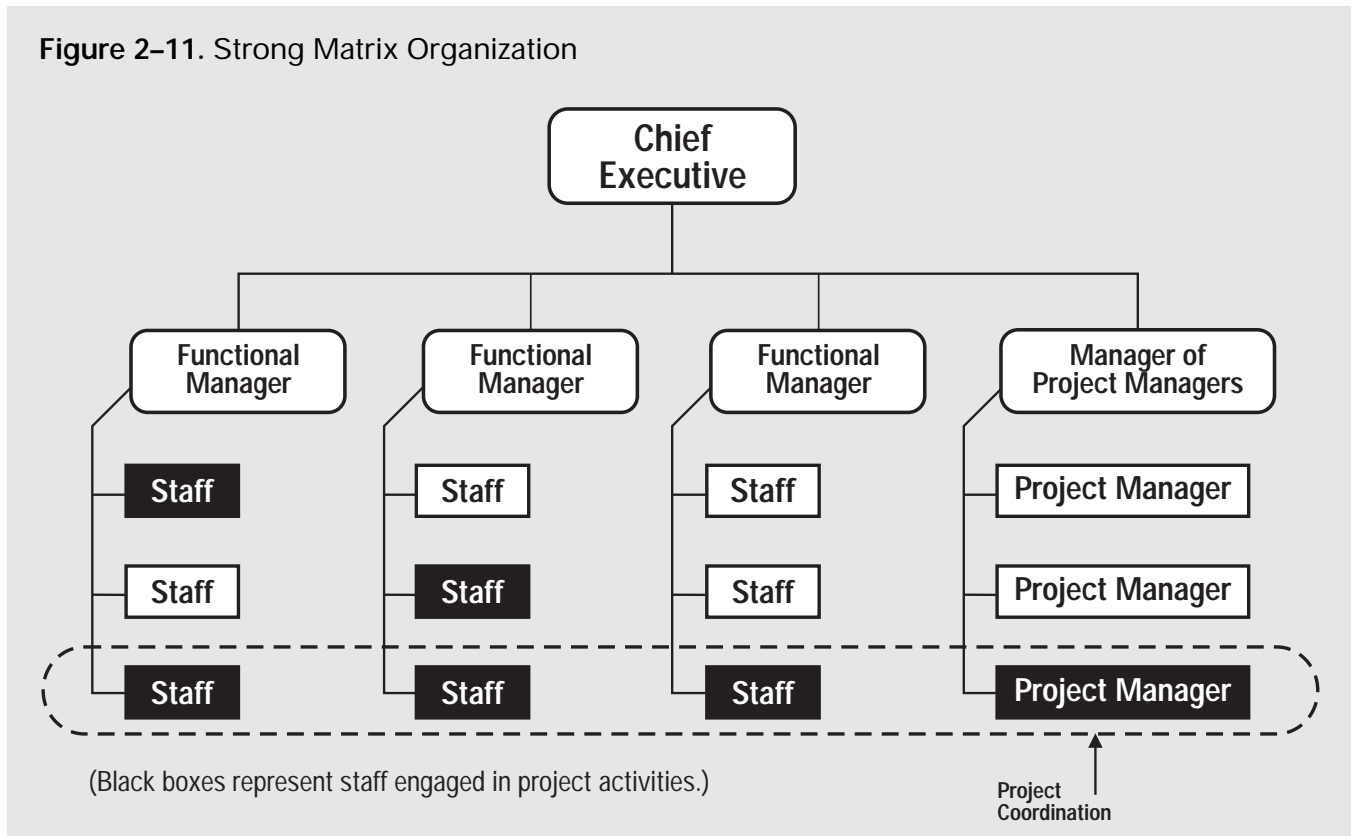 Figure 2–11. Strong Matrix Organization
Chief
Executive
Functional
Manager
Functional
Manager
Functional
Manager
Manager of
Project Managers
Staff
Staff
Staff
Project Manager
Staff
Staff
Staff
Project Manager
Staff
Staff
Staff
Project Manager
(Black boxes represent staff engaged in project activities.)
Project
Coordination